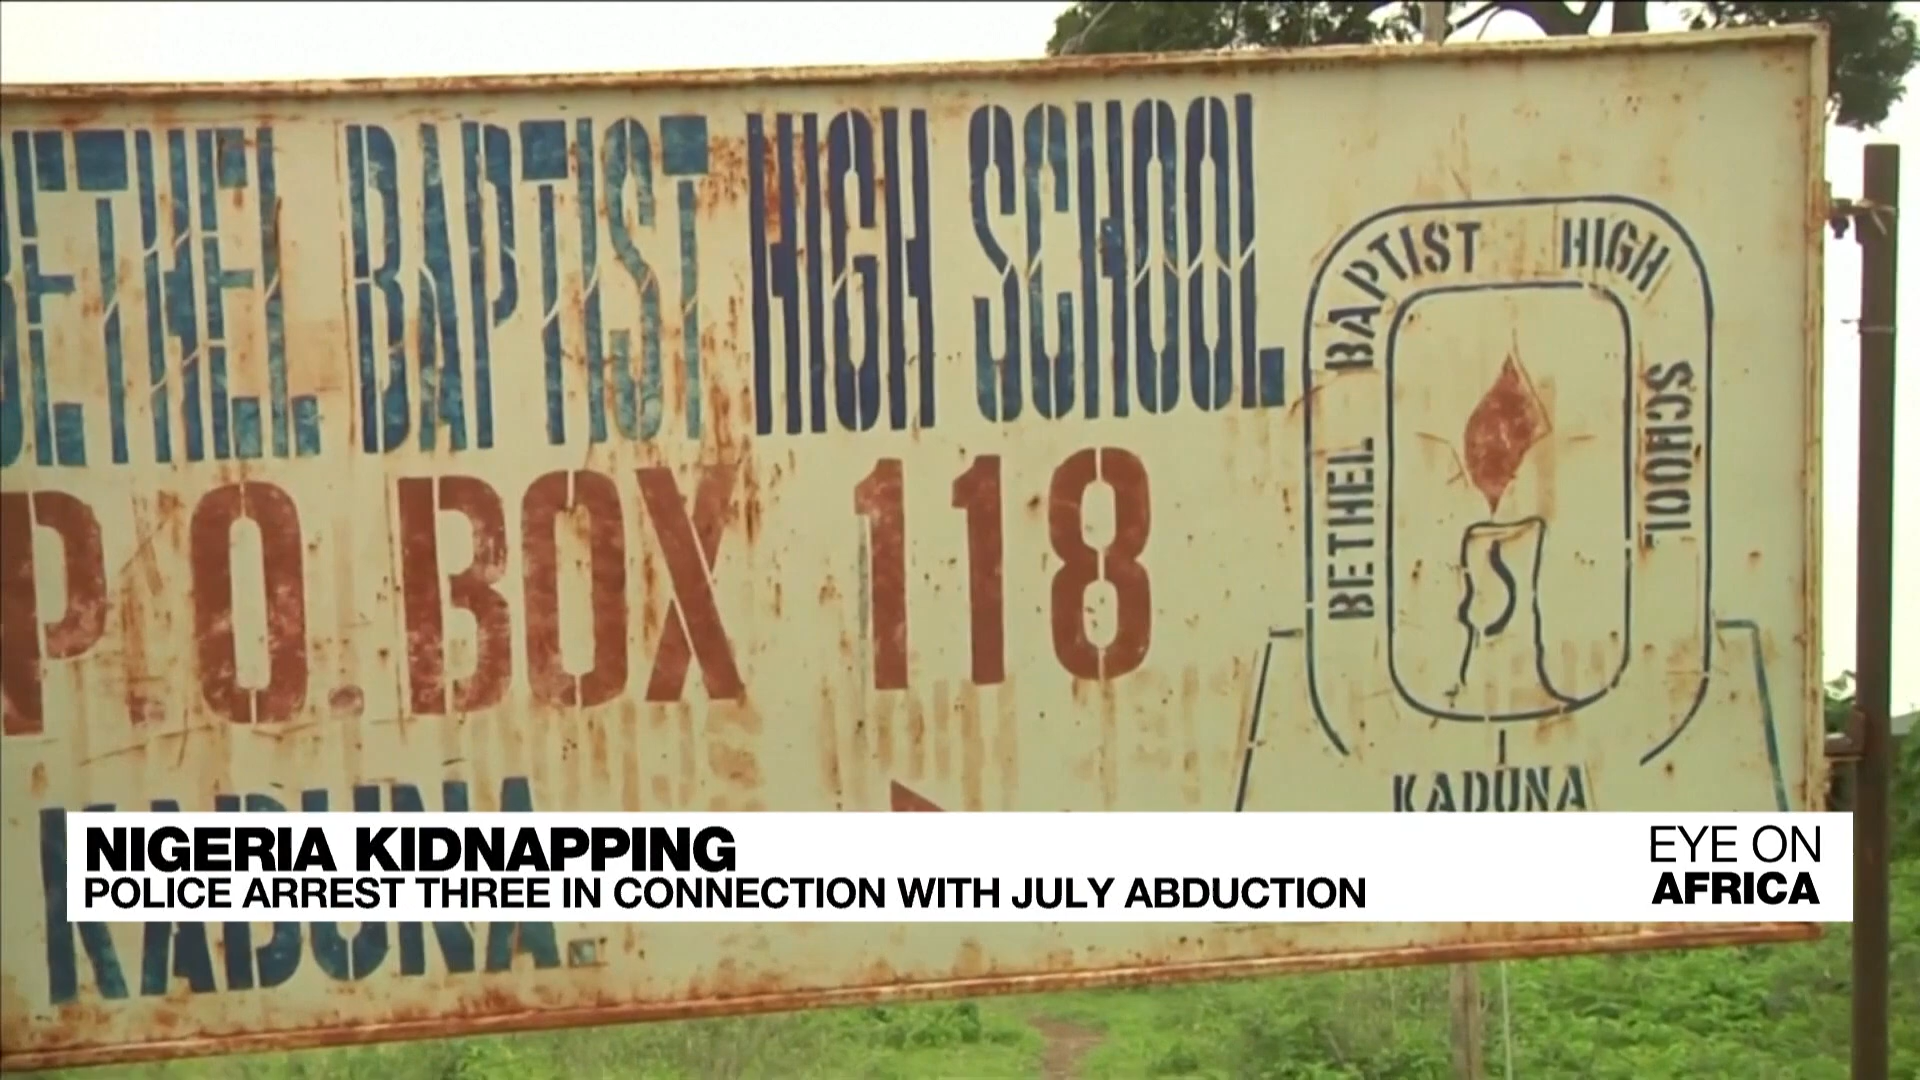 BETHEL BAPTIST HIGH SCHOOL
P.O.BOX 118
KADUNA.
BETHEL BAPTIST HIGH SCHOOL
KADUNA
NIGERIA KIDNAPPING
POLICE ARREST THREE IN CONNECTION WITH JULY ABDUCTION
EYE ON
AFRICA